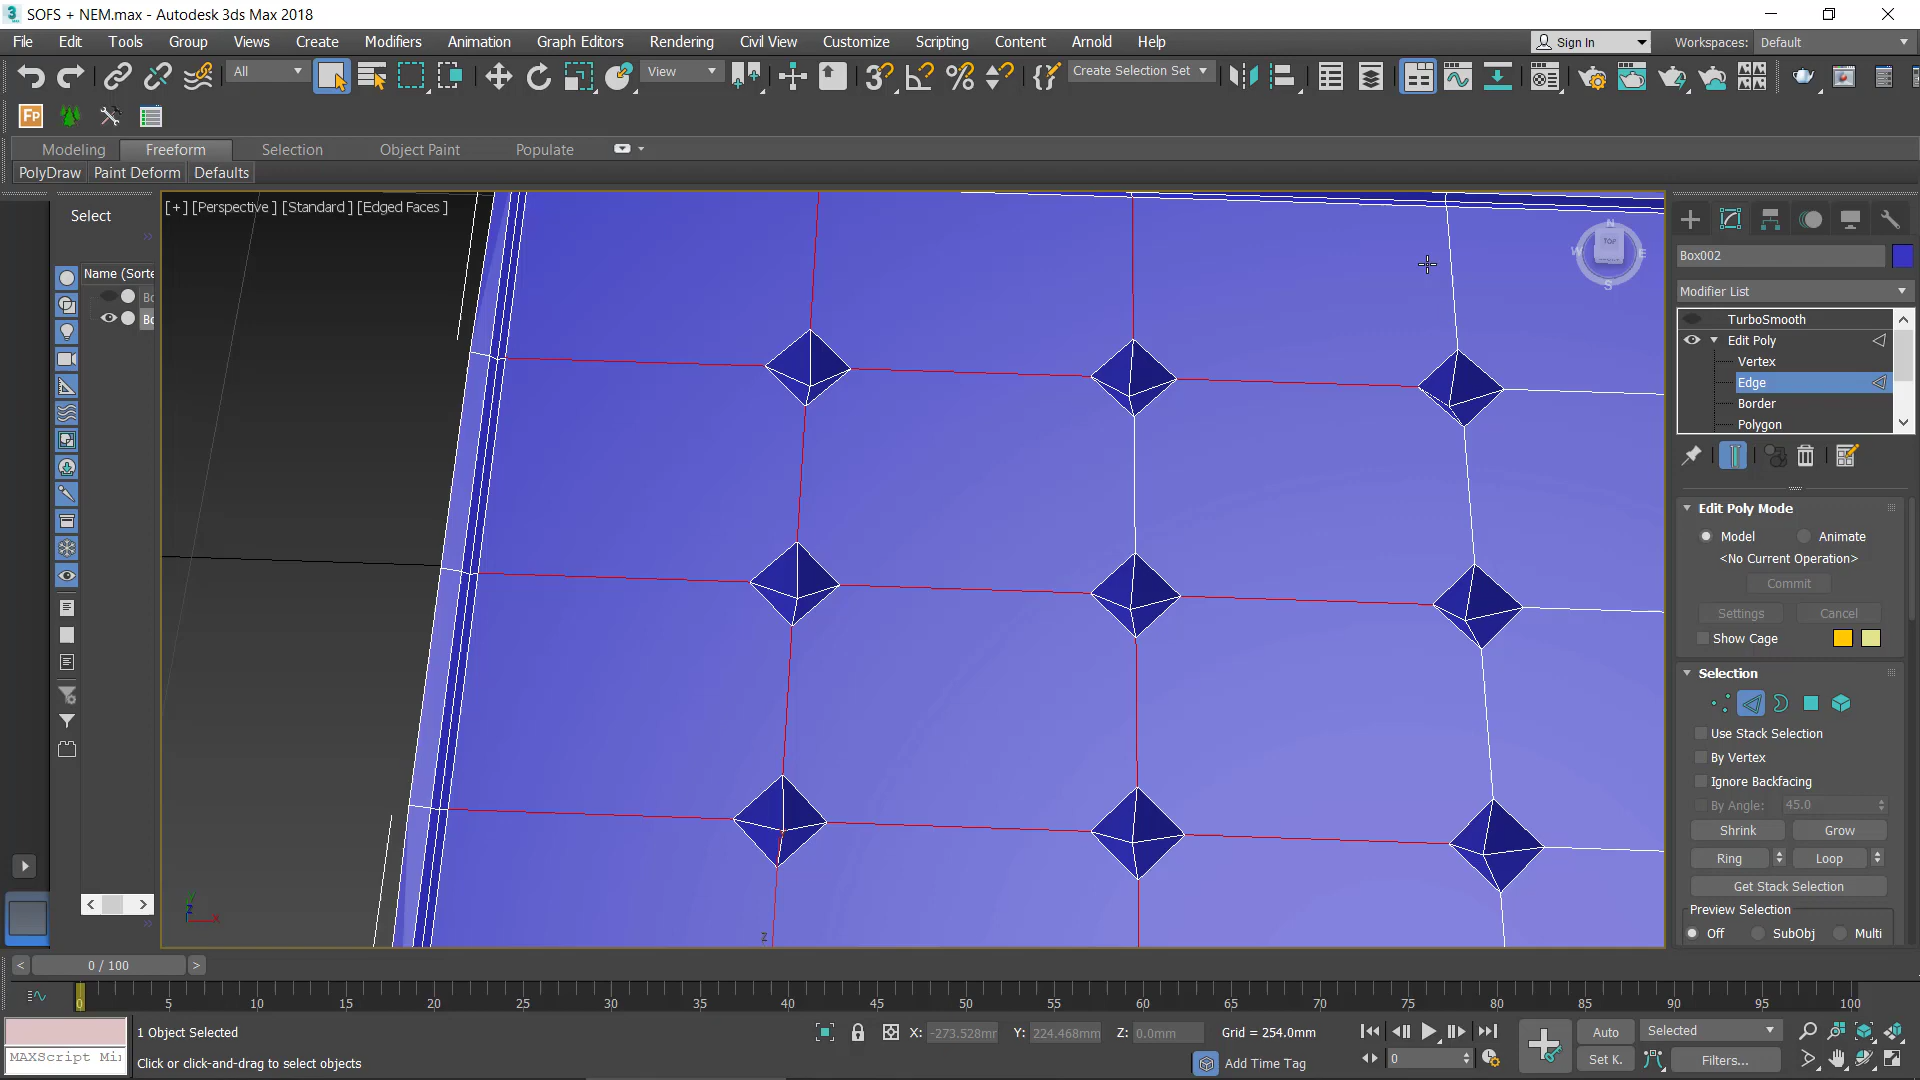 SOFS + NEM.max - Autodesk 3ds Max 2018
File Edit Tools Group Views Create Modifiers Animation Graph Editors Rendering Civil View Customize Scripting Content Arnold Help
Sign In Workspaces: Default
All View Create Selection Set
Fp
Modeling Freeform Selection Object Paint Populate
PolyDraw Paint Deform Defaults
Select
Name (Sorte
Bo
Bo
[ + ] [Perspective ] [Standard ] [Edged Faces ]
N
W TOP E
S
Box002
Modifier List
TurboSmooth
Edit Poly
Vertex
Edge
Border
Polygon
Edit Poly Mode
Model Animate
<No Current Operation>
Commit
Settings Cancel
Show Cage
Selection
Use Stack Selection
By Vertex
Ignore Backfacing
By Angle: 45.0
Shrink Grow
Ring Loop
Get Stack Selection
Preview Selection
Off SubObj Multi
z x
z
< 0 / 100 >
0 5 10 15 20 25 30 35 40 45 50 55 60 65 70 75 80 85 90 95 100
1 Object Selected X: -273.528mm Y: 224.468mm Z: 0.0mm Grid = 254.0mm Auto Selected
MAXScript Mi
Click or click-and-drag to select objects Add Time Tag 0 Set K. Filters...